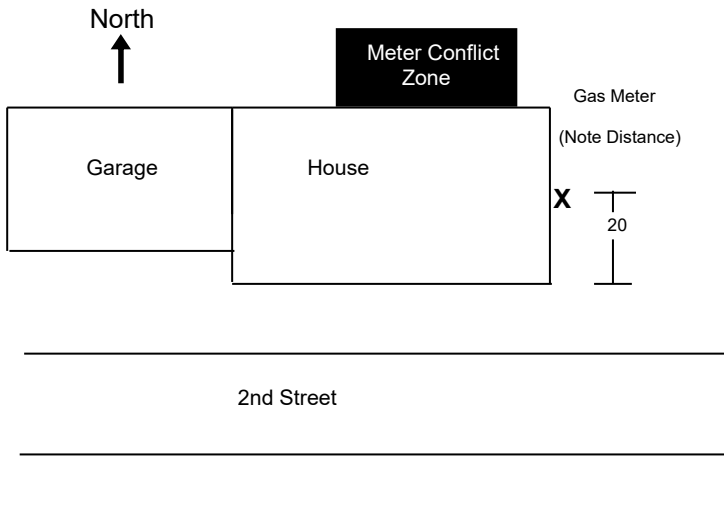 North
Meter Conflict
Zone
Gas Meter
(Note Distance)
Garage
House
X
20
2nd Street